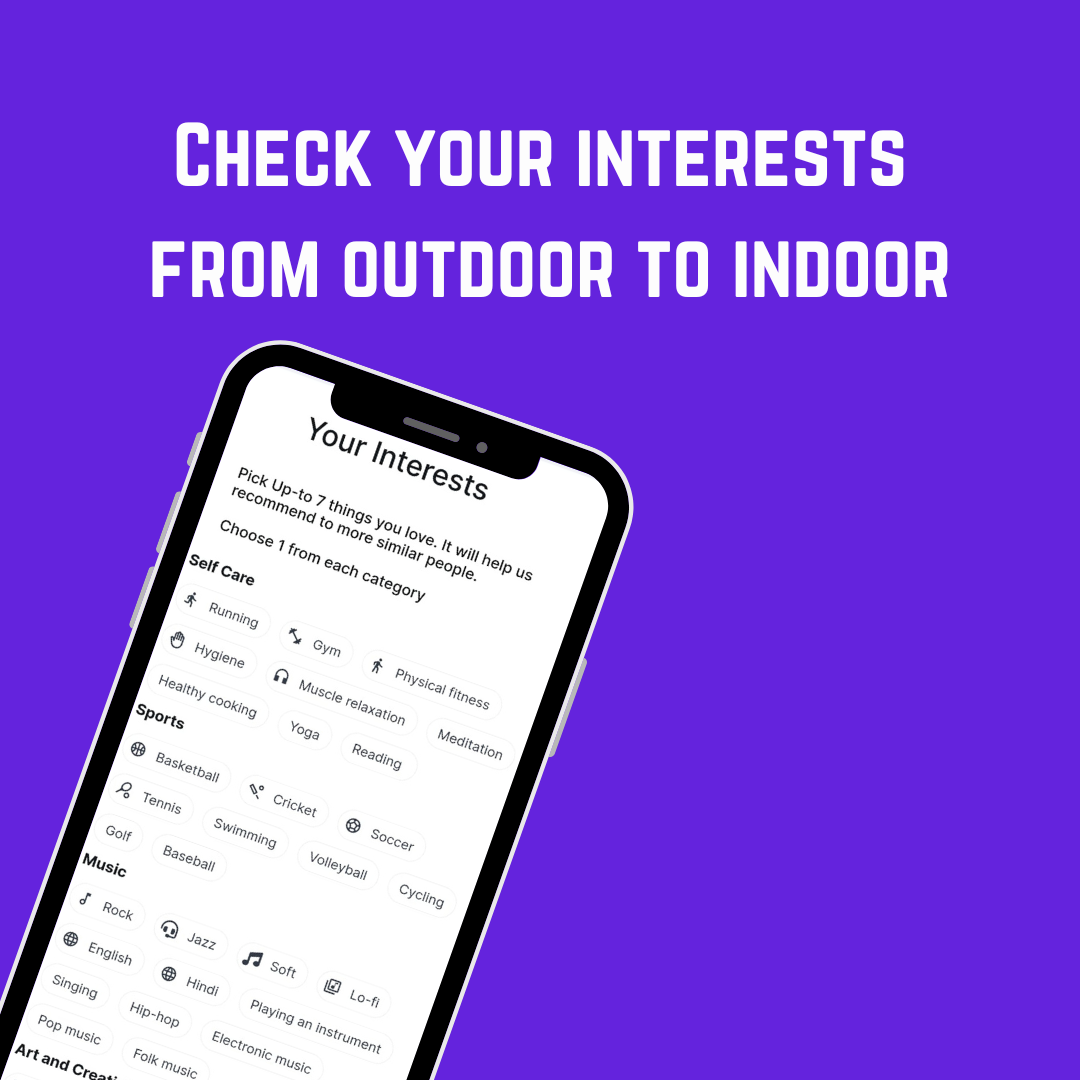 Check your interests
from outdoor to indoor
Your Interests
Pick Up-to 7 things you love. It will help us
recommend to more similar people.
Choose 1 from each category
Self Care
Running Gym Physical fitness
Hygiene Muscle relaxation Meditation
Healthy cooking Yoga Reading
Sports
Basketball Cricket Soccer
Tennis Swimming Volleyball Cycling
Golf Baseball
Music
Rock Jazz Soft Lo-fi
English Hindi Playing an instrument
Singing Hip-hop Electronic music
Pop music Folk music
Art and